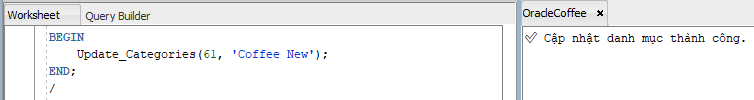 Worksheet Query Builder
BEGIN
Update_Categories(61, 'Coffee New');
END;
/
OracleCoffee ×
Cập nhật danh mục thành công.